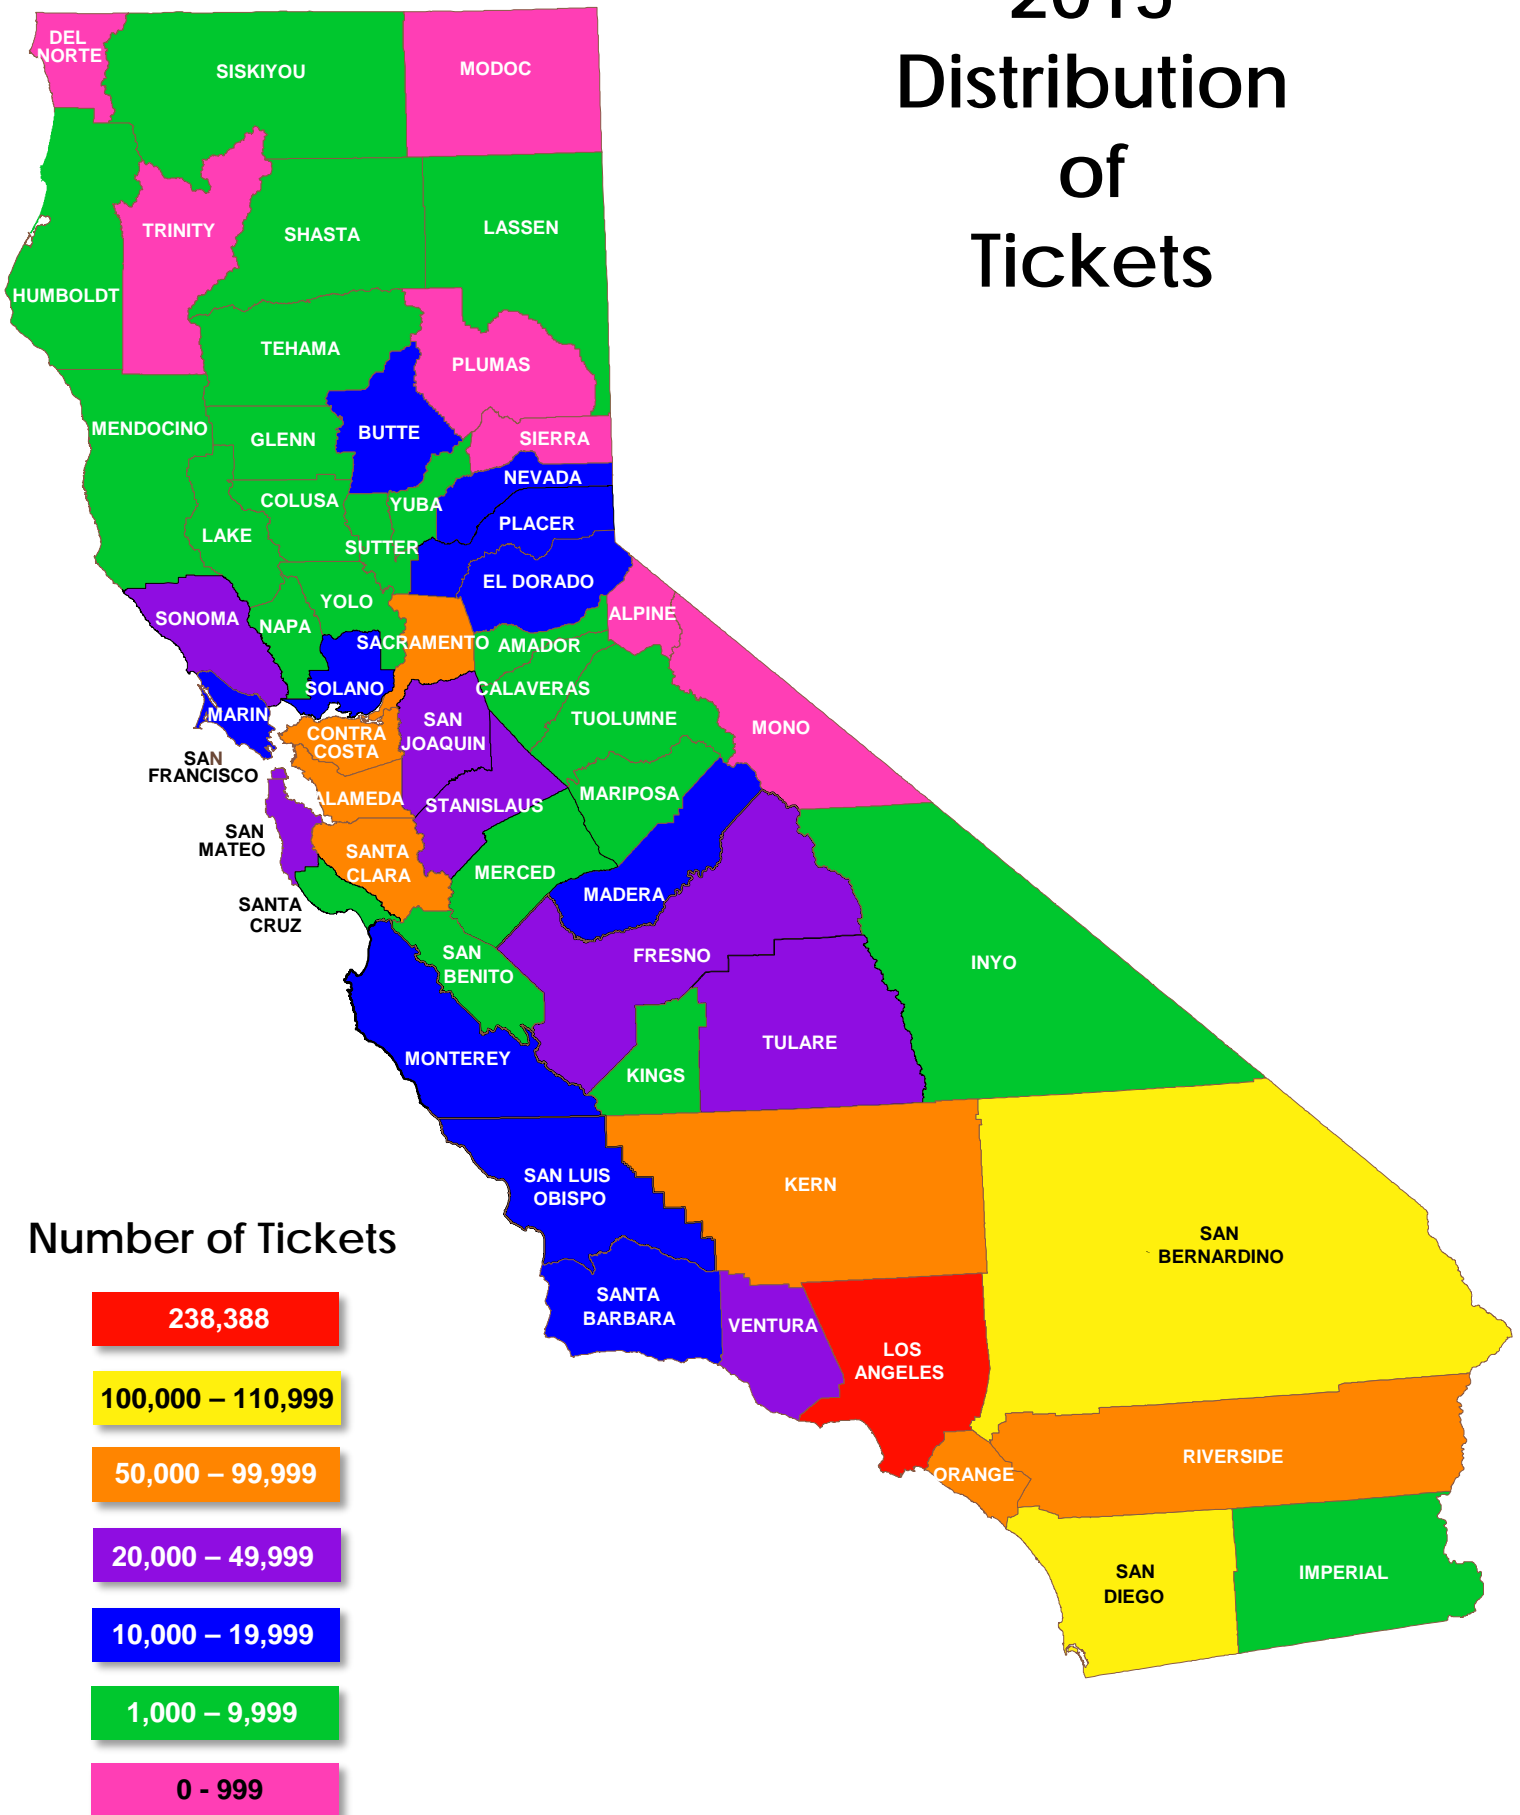 2015
Distribution
of
Tickets
DEL
NORTE
SISKIYOU
MODOC
TRINITY
SHASTA
LASSEN
HUMBOLDT
TEHAMA
PLUMAS
MENDOCINO
GLENN
BUTTE
SIERRA
NEVADA
COLUSA
YUBA
PLACER
LAKE
SUTTER
EL DORADO
YOLO
ALPINE
SONOMA
NAPA
SACRAMENTO
AMADOR
SOLANO
CALAVERAS
MARIN
SAN
JOAQUIN
TUOLUMNE
MONO
CONTRA
COSTA
SAN
FRANCISCO
ALAMEDA
STANISLAUS
MARIPOSA
SAN
MATEO
SANTA
CLARA
MERCED
MADERA
SANTA
CRUZ
SAN
BENITO
FRESNO
INYO
MONTEREY
TULARE
KINGS
SAN LUIS
OBISPO
KERN
SAN
BERNARDINO
SANTA
BARBARA
VENTURA
LOS
ANGELES
ORANGE
RIVERSIDE
SAN
DIEGO
IMPERIAL
Number of Tickets
238,388
100,000 – 110,999
50,000 – 99,999
20,000 – 49,999
10,000 – 19,999
1,000 – 9,999
0 - 999